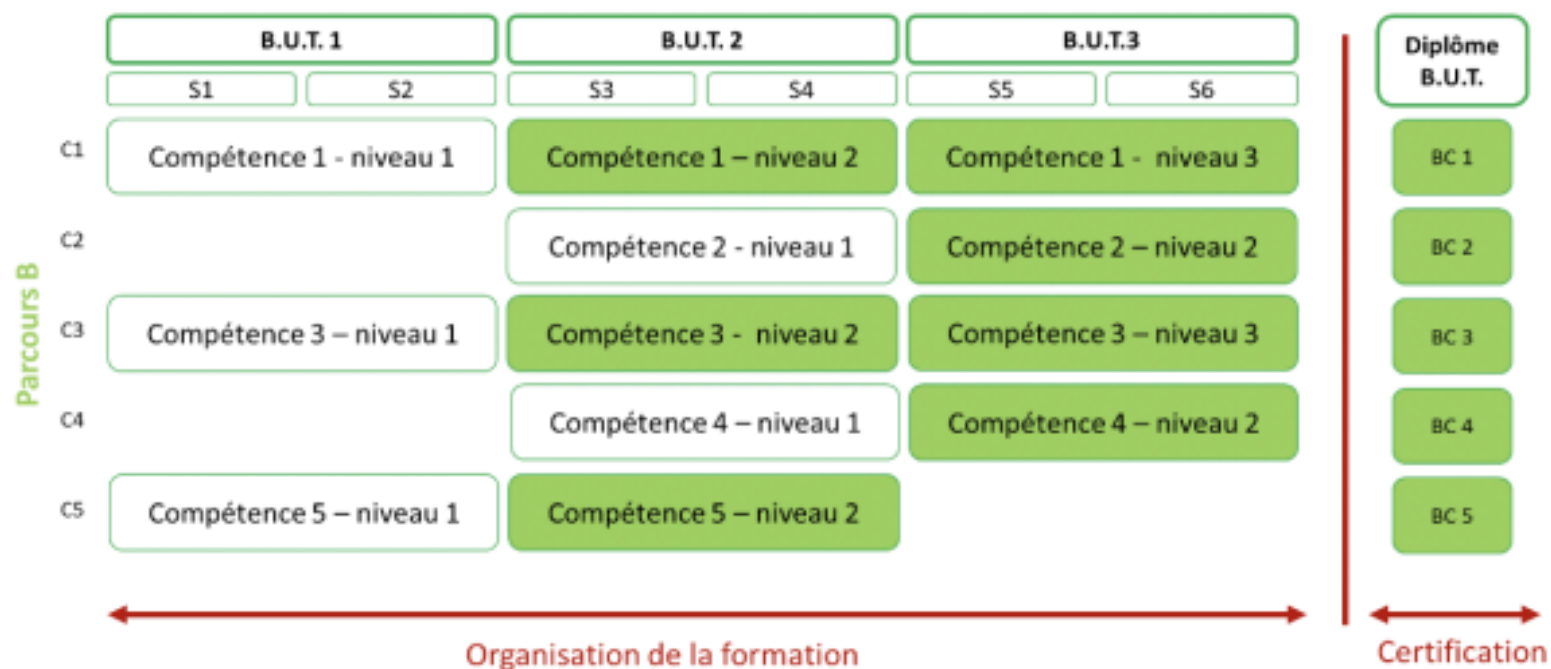 B.U.T. 1
B.U.T. 2
B.U.T.3
Diplôme
B.U.T.
S1
S2
S3
S4
S5
S6
Parcours B
C1
Compétence 1 - niveau 1
Compétence 1 – niveau 2
Compétence 1 - niveau 3
BC 1
C2
Compétence 2 - niveau 1
Compétence 2 – niveau 2
BC 2
C3
Compétence 3 – niveau 1
Compétence 3 - niveau 2
Compétence 3 – niveau 3
BC 3
C4
Compétence 4 – niveau 1
Compétence 4 – niveau 2
BC 4
C5
Compétence 5 – niveau 1
Compétence 5 – niveau 2
BC 5
Organisation de la formation
Certification